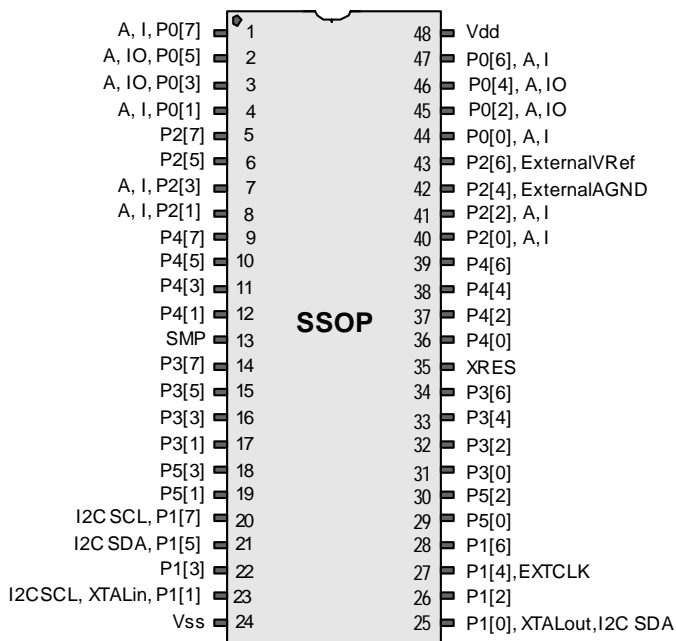 A, I, P0[7] 1 48 Vdd
A, IO, P0[5] 2 47 P0[6], A, I
A, IO, P0[3] 3 46 P0[4], A, IO
A, I, P0[1] 4 45 P0[2], A, IO
P2[7] 5 44 P0[0], A, I
P2[5] 6 43 P2[6], ExternalVRef
A, I, P2[3] 7 42 P2[4], ExternalAGND
A, I, P2[1] 8 41 P2[2], A, I
P4[7] 9 40 P2[0], A, I
P4[5] 10 39 P4[6]
P4[3] 11 38 P4[4]
P4[1] 12 37 P4[2]
SSOP
SMP 13 36 P4[0]
P3[7] 14 35 XRES
P3[5] 15 34 P3[6]
P3[3] 16 33 P3[4]
P3[1] 17 32 P3[2]
P5[3] 18 31 P3[0]
P5[1] 19 30 P5[2]
I2C SCL, P1[7] 20 29 P5[0]
I2C SDA, P1[5] 21 28 P1[6]
P1[3] 22 27 P1[4], EXTCLK
I2CSCL, XTALin, P1[1] 23 26 P1[2]
Vss 24 25 P1[0], XTALout, I2C SDA